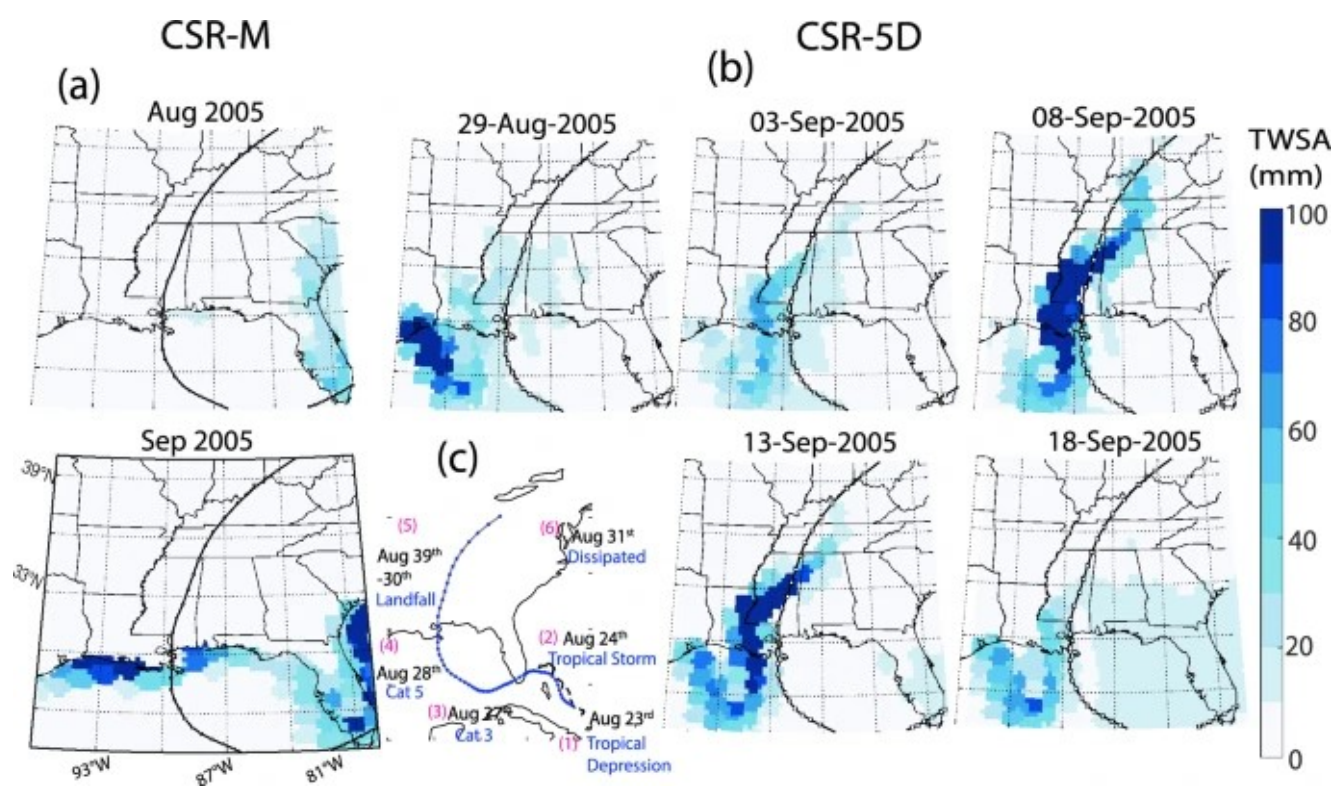 CSR-M
CSR-5D
(a)
(b)
Aug 2005
29-Aug-2005
03-Sep-2005
08-Sep-2005
TWSA
(mm)
100
80
60
40
20
0
Sep 2005
39°N
33°N
93°W
87°W
81°W
(c)
(5)
Aug 39th
-30th
Landfall
(6)
Aug 31st
Dissipated
(4)
Aug 28th
Cat 5
(2)
Aug 24th
Tropical Storm
(3)
Aug 27th
Cat 3
Aug 23rd
(1)
Tropical
Depression
13-Sep-2005
18-Sep-2005